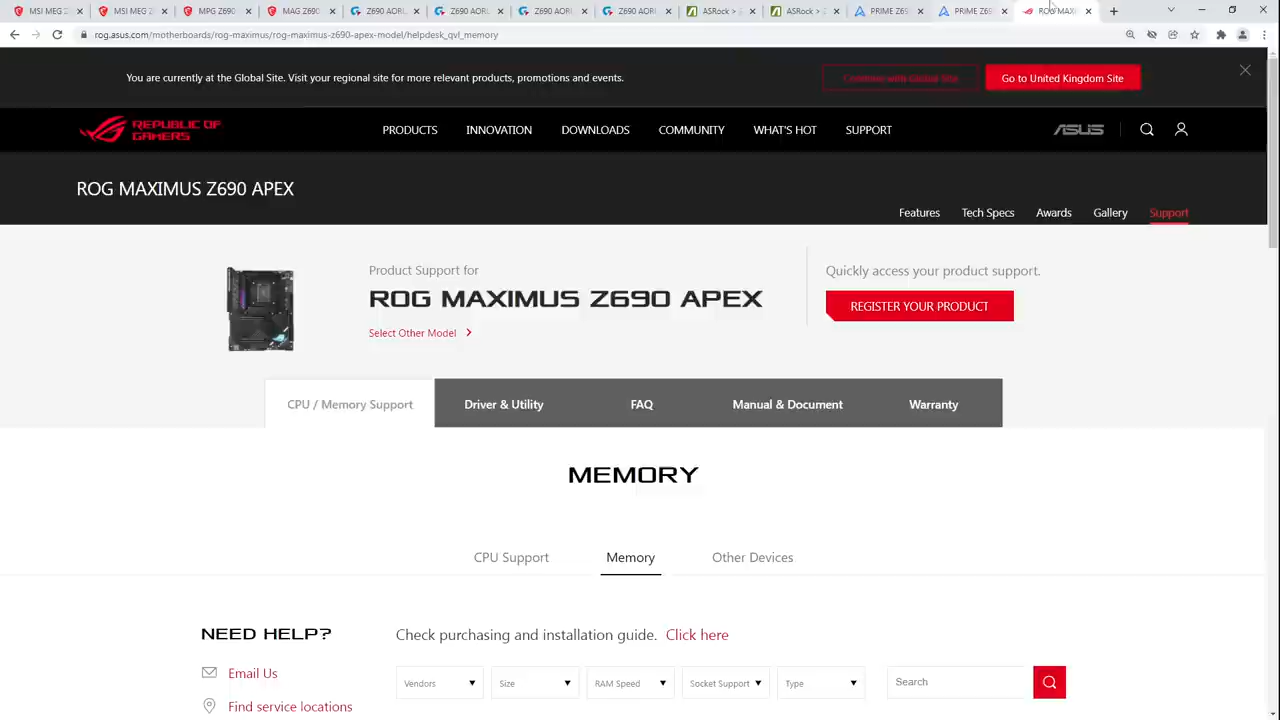 MSI MEG Z
MSI MEG Z
MPG Z690
MAG Z690
Z690 AORU
Z690 AORU
Z690 AORU
Z690 AORU
ASRock >
ASRock >
PRIME Z69
PRIME Z69
ROG MAX
rog.asus.com/motherboards/rog-maximus/rog-maximus-z690-apex-model/helpdesk_qvl_memory
You are currently at the Global Site. Visit your regional site for more relevant products, promotions and events.
Continue with Global Site
Go to United Kingdom Site
REPUBLIC OF
GAMERS
PRODUCTS
INNOVATION
DOWNLOADS
COMMUNITY
WHAT'S HOT
SUPPORT
ASUS
ROG MAXIMUS Z690 APEX
Features
Tech Specs
Awards
Gallery
Support
Product Support for
ROG MAXIMUS Z690 APEX
Select Other Model
Quickly access your product support.
REGISTER YOUR PRODUCT
CPU / Memory Support
Driver & Utility
FAQ
Manual & Document
Warranty
MEMORY
CPU Support
Memory
Other Devices
NEED HELP?
Email Us
Find service locations
Check purchasing and installation guide. Click here
Vendors
Size
RAM Speed
Socket Support
Type
Search